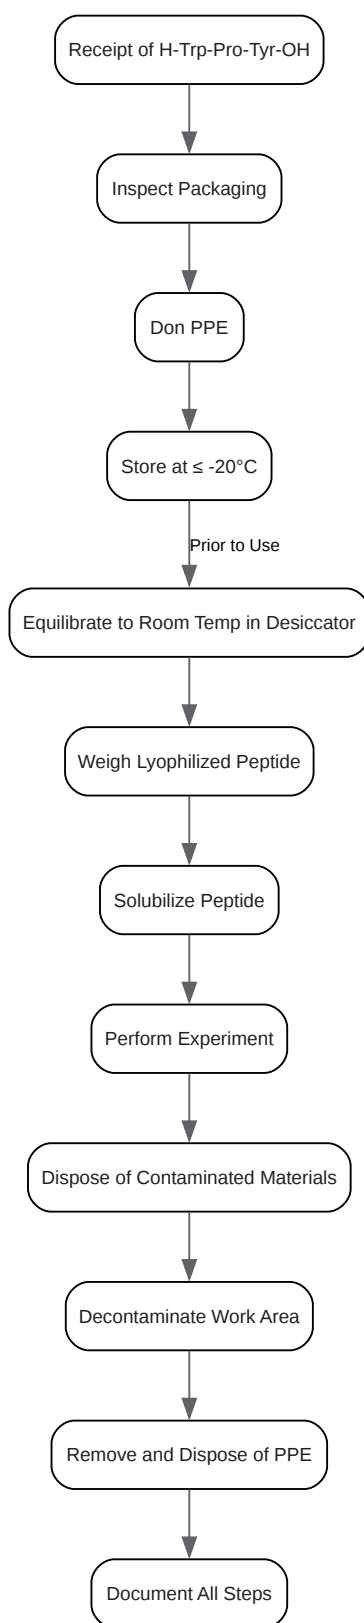 Receipt of H-Trp-Pro-Tyr-OH
Inspect Packaging
Don PPE
Store at ≤ -20°C
Prior to Use
Equilibrate to Room Temp in Desiccator
Weigh Lyophilized Peptide
Solubilize Peptide
Perform Experiment
Dispose of Contaminated Materials
Decontaminate Work Area
Remove and Dispose of PPE
Document All Steps